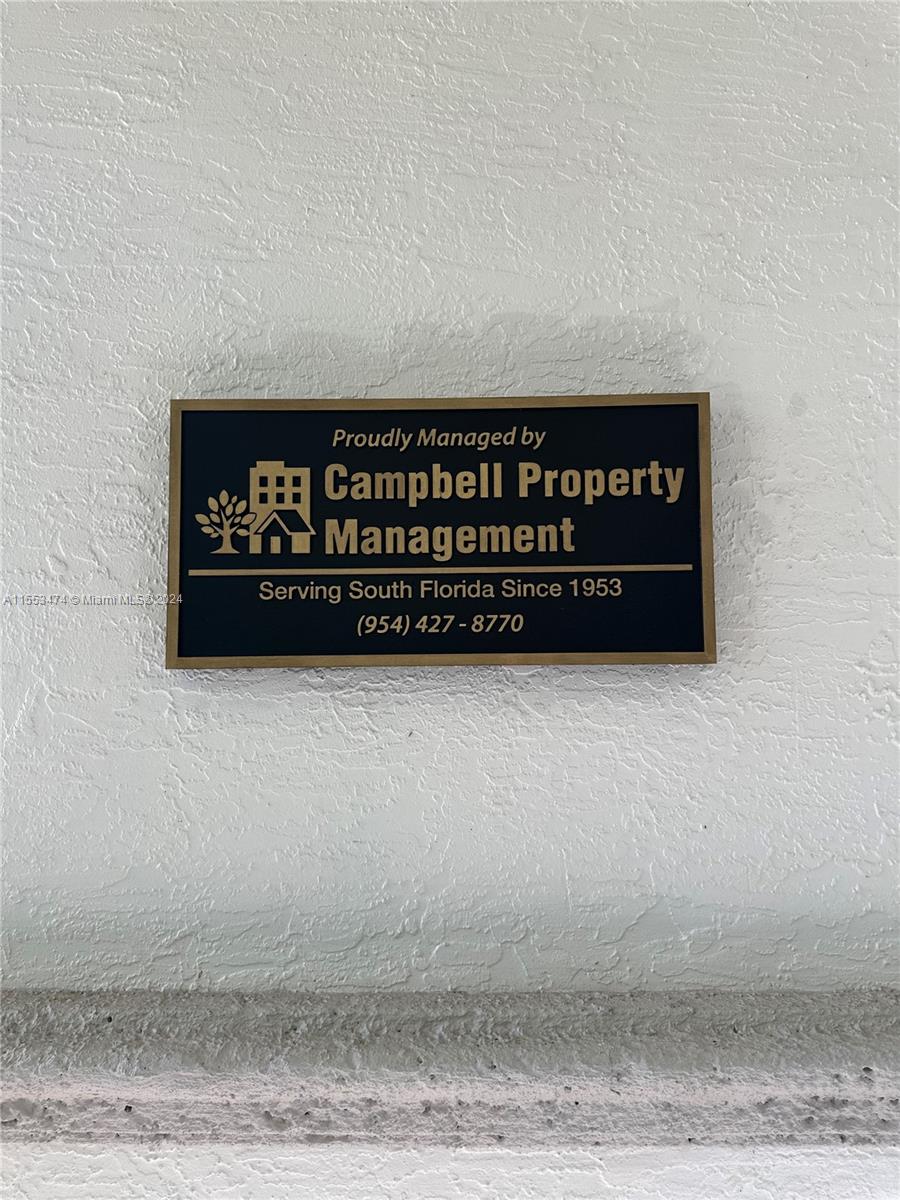 Proudly Managed by
Campbell Property
Management
Serving South Florida Since 1953
(954) 427 - 8770
A11553474 © Miami MLS 2024